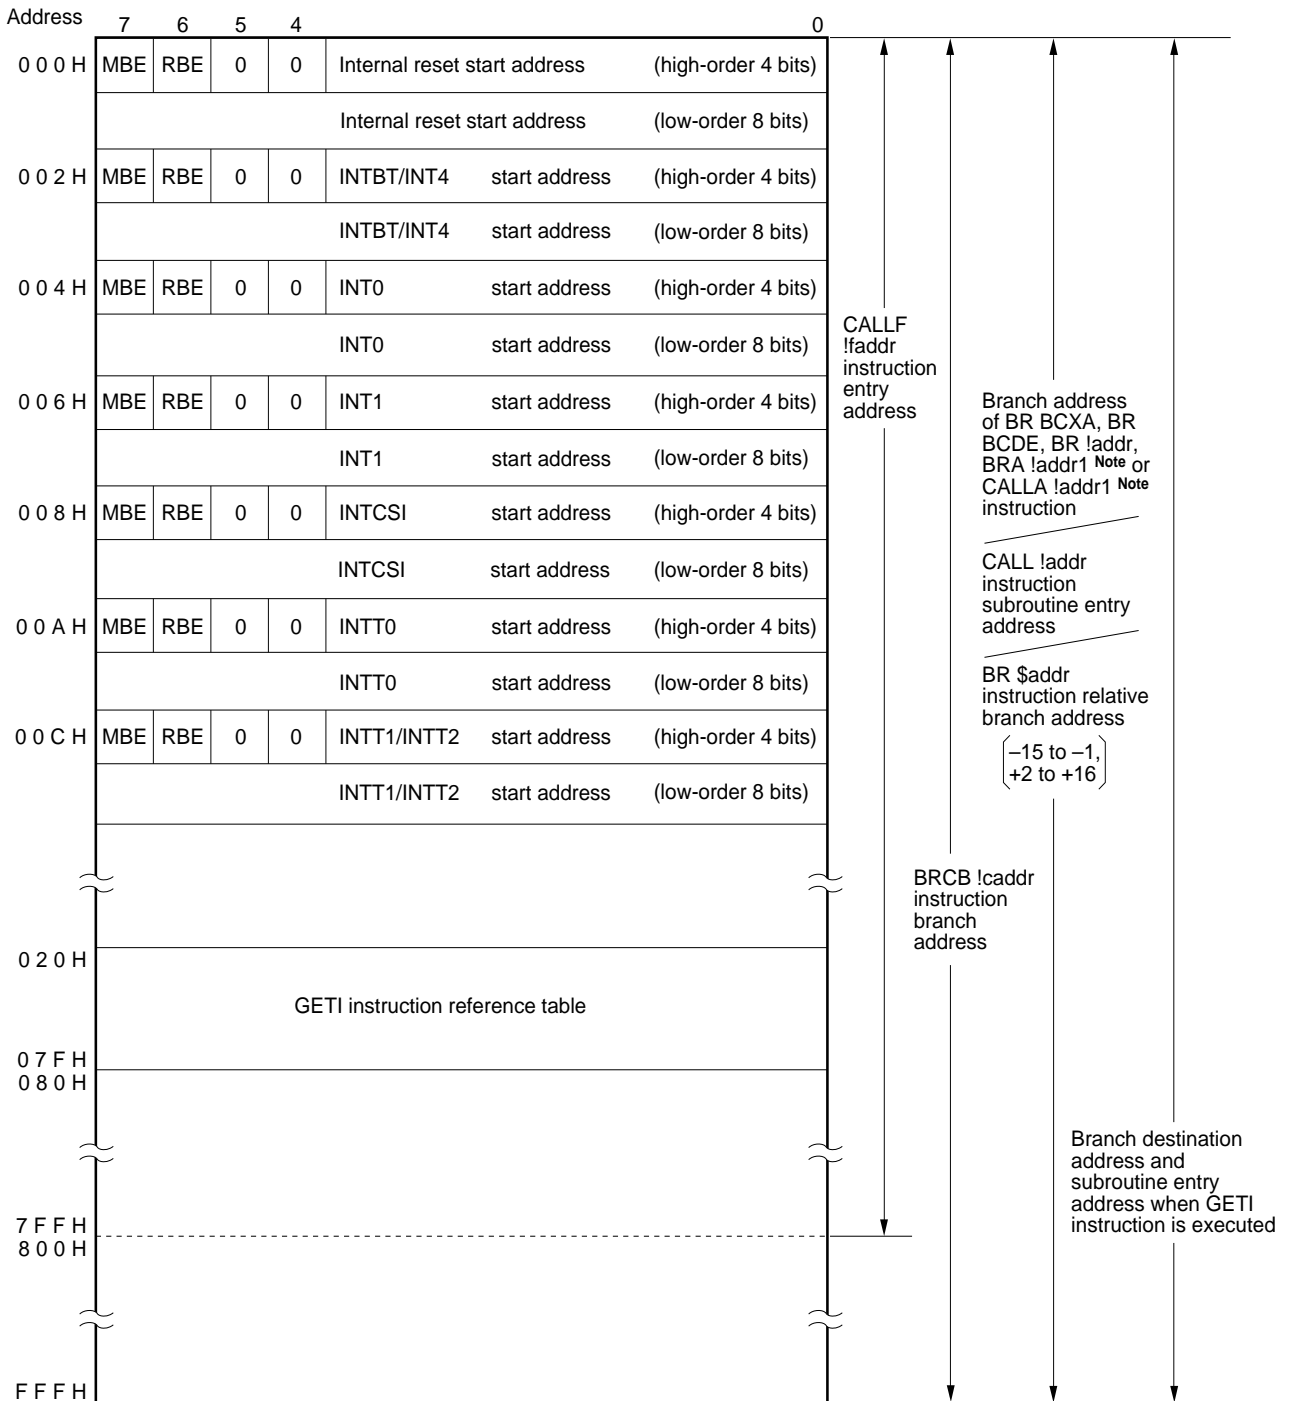 Address
7 6 5 4 0
000H MBE RBE 0 0 Internal reset start address (high-order 4 bits)
Internal reset start address (low-order 8 bits)
002H MBE RBE 0 0 INTBT/INT4 start address (high-order 4 bits)
INTBT/INT4 start address (low-order 8 bits)
004H MBE RBE 0 0 INT0 start address (high-order 4 bits)
INT0 start address (low-order 8 bits)
006H MBE RBE 0 0 INT1 start address (high-order 4 bits)
INT1 start address (low-order 8 bits)
008H MBE RBE 0 0 INTCSI start address (high-order 4 bits)
INTCSI start address (low-order 8 bits)
00AH MBE RBE 0 0 INTT0 start address (high-order 4 bits)
INTT0 start address (low-order 8 bits)
00CH MBE RBE 0 0 INTT1/INTT2 start address (high-order 4 bits)
INTT1/INTT2 start address (low-order 8 bits)
020H
GETI instruction reference table
07FH
080H
7FFH
800H
FFFH
CALLF
!faddr
instruction
entry
address
BRCB !caddr
instruction
branch
address
Branch address
of BR BCXA, BR
BCDE, BR !addr,
BRA !addr1 Note or
CALLA !addr1 Note
instruction
CALL !addr
instruction
subroutine entry
address
BR $addr
instruction relative
branch address
–15 to –1,
+2 to +16
Branch destination
address and
subroutine entry
address when GETI
instruction is executed